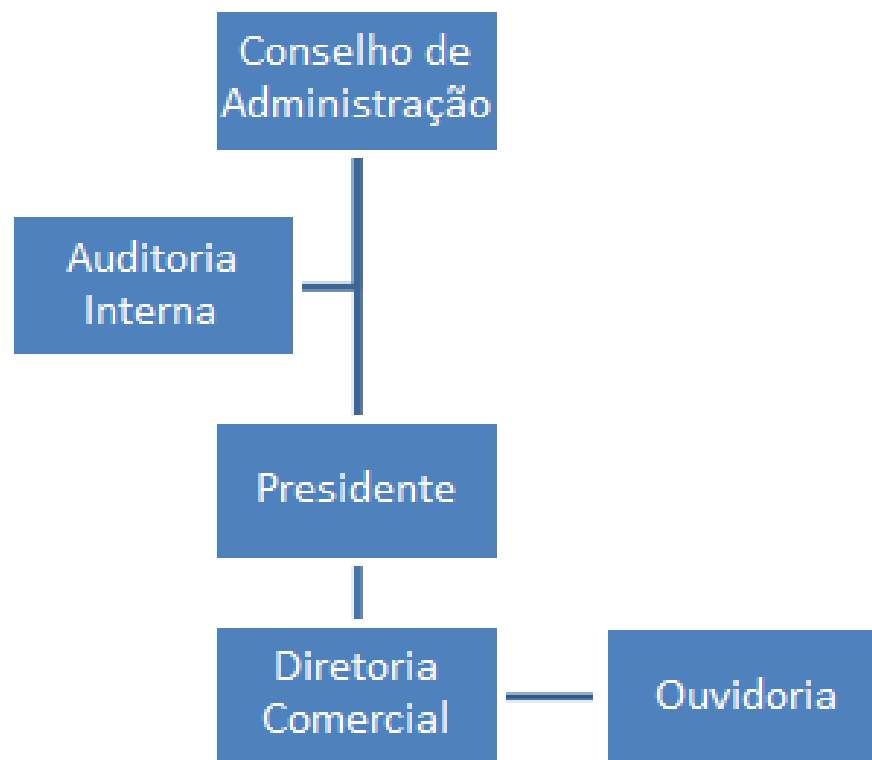 Conselho de
Administração
Auditoria
Interna
Presidente
Diretoria
Comercial
Ouvidoria